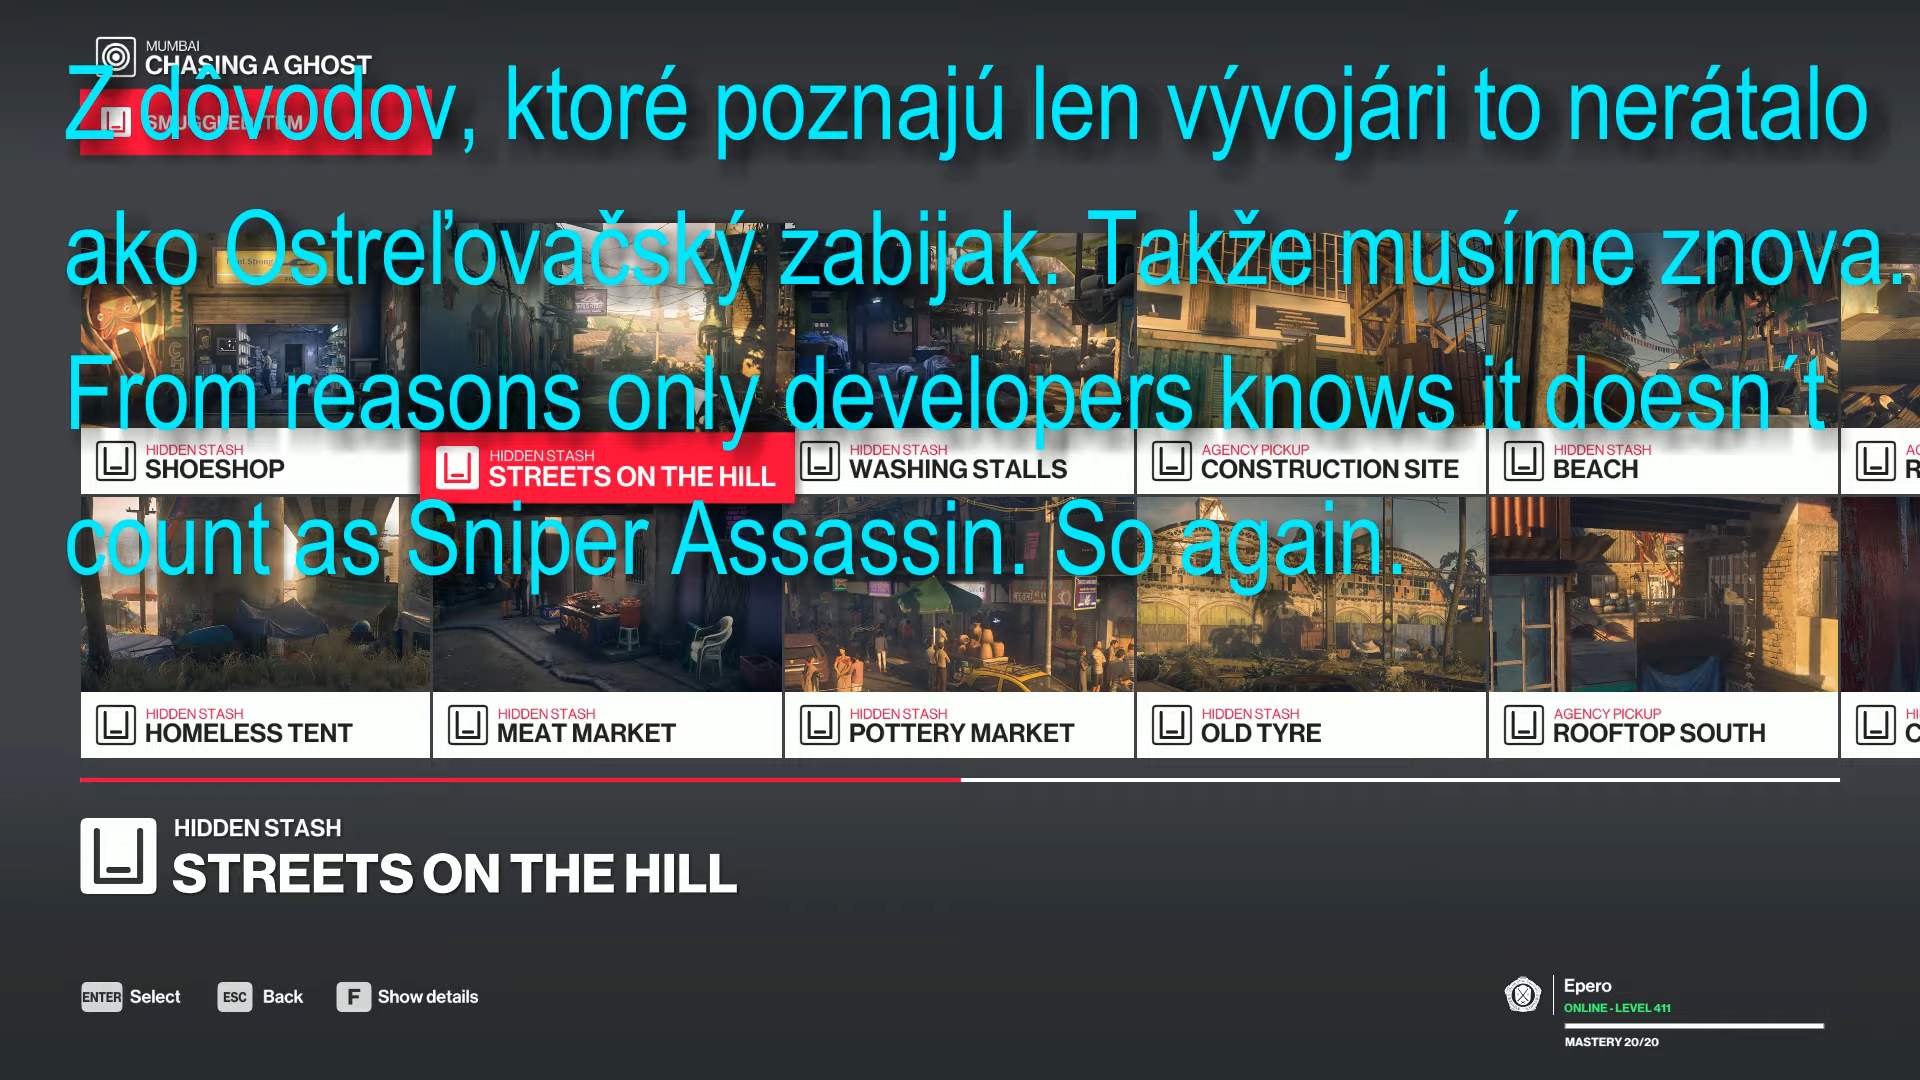 MUMBAI
CHASING A GHOST
SMUGGLED ITEM
Z dôvodov, ktoré poznajú len vývojári to nerátalo
ako Ostreľovačský zabijak. Takže musíme znova.
From reasons only developers knows it doesn´t
count as Sniper Assassin. So again.
HIDDEN STASH
SHOESHOP
HIDDEN STASH
STREETS ON THE HILL
HIDDEN STASH
WASHING STALLS
AGENCY PICKUP
CONSTRUCTION SITE
HIDDEN STASH
BEACH
HIDDEN STASH
HOMELESS TENT
HIDDEN STASH
MEAT MARKET
HIDDEN STASH
POTTERY MARKET
HIDDEN STASH
OLD TYRE
AGENCY PICKUP
ROOFTOP SOUTH
HIDDEN STASH
STREETS ON THE HILL
ENTER Select
ESC Back
F Show details
Epero
ONLINE - LEVEL 411
MASTERY 20/20